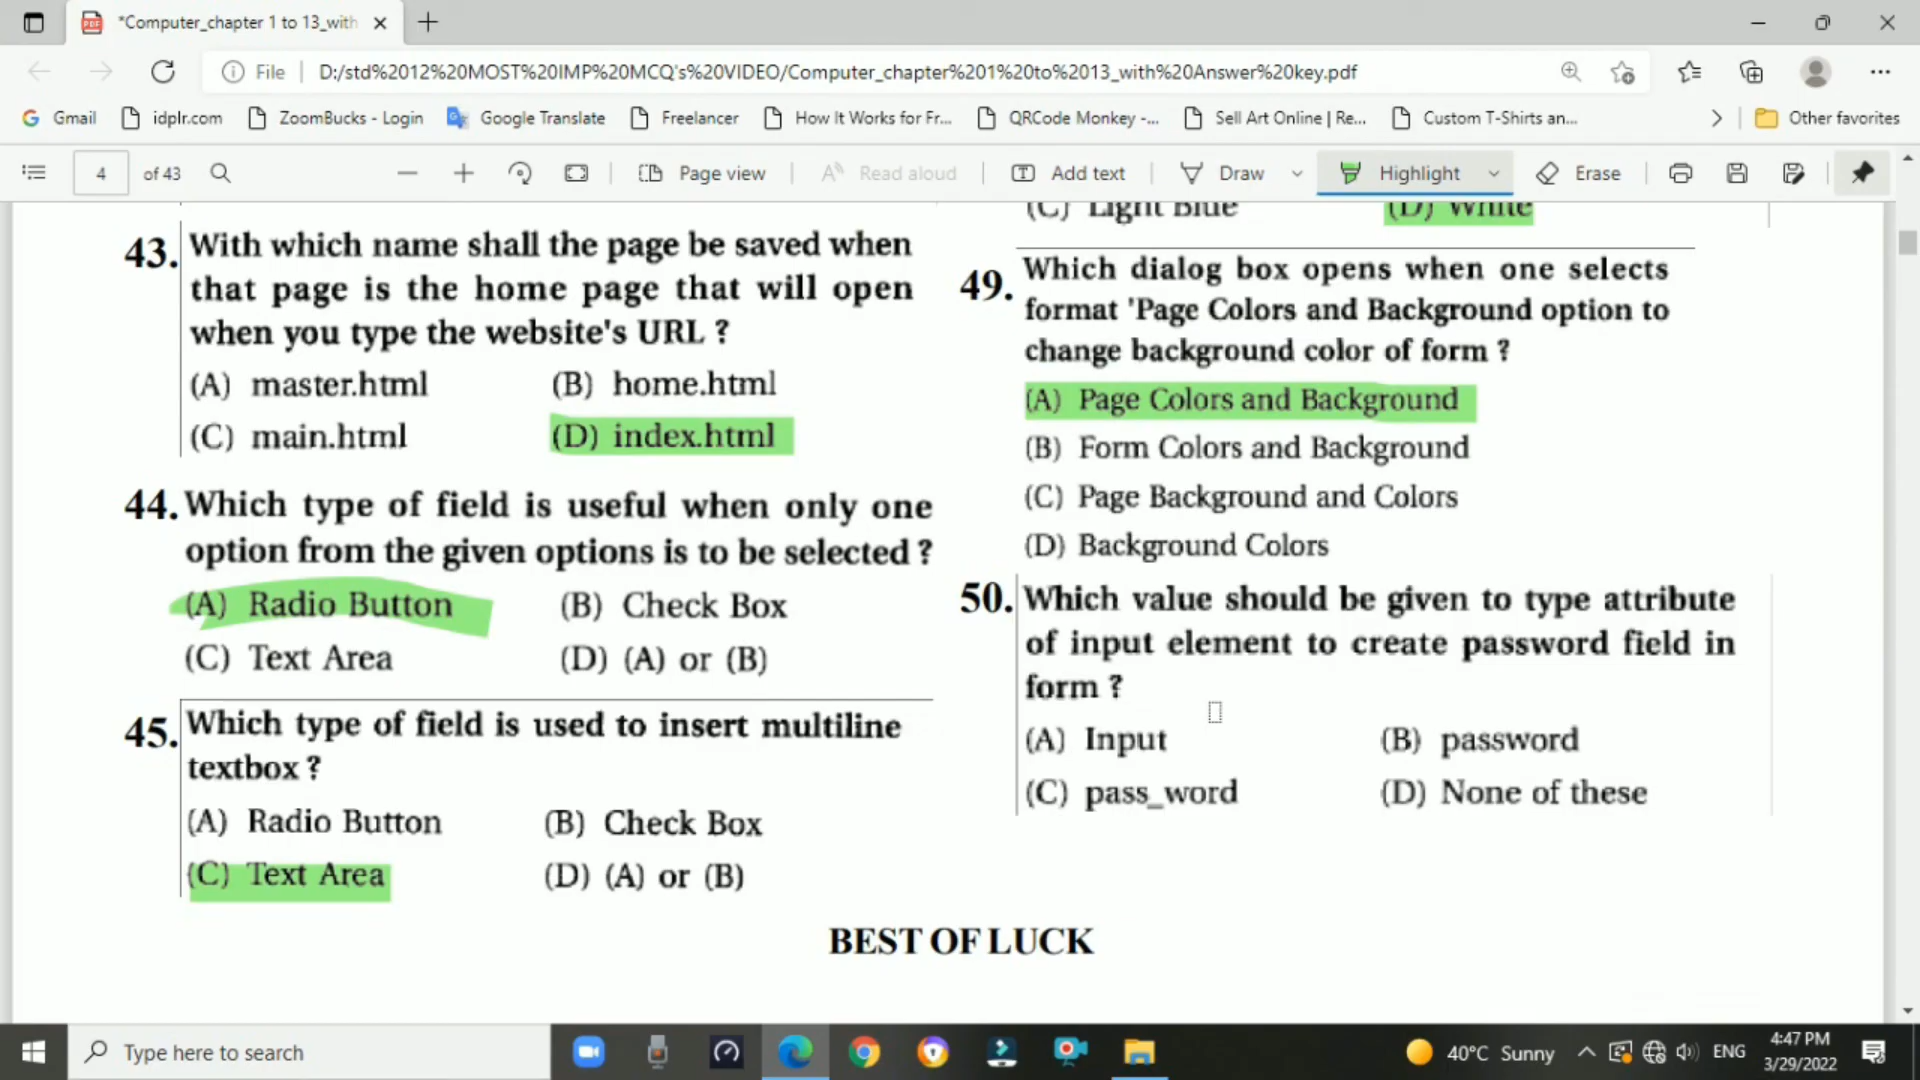 *Computer_chapter 1 to 13_with
File
D:/std%2012%20MOST%20IMP%20MCQ's%20VIDEO/Computer_chapter%201%20to%2013_with%20Answer%20key.pdf
Gmail
idplr.com
ZoomBucks - Login
Google Translate
Freelancer
How It Works for Fr...
QRCode Monkey -...
Sell Art Online | Re...
Custom T-Shirts an...
Other favorites
4 of 43
Page view
Read aloud
Add text
Draw
Highlight
Erase
43. With which name shall the page be saved when
that page is the home page that will open
when you type the website's URL ?
(A) master.html (B) home.html
(C) main.html (D) index.html
44. Which type of field is useful when only one
option from the given options is to be selected ?
(A) Radio Button (B) Check Box
(C) Text Area (D) (A) or (B)
45. Which type of field is used to insert multiline
textbox ?
(A) Radio Button (B) Check Box
(C) Text Area (D) (A) or (B)
(C) Light Blue (D) White
49. Which dialog box opens when one selects
format 'Page Colors and Background option to
change background color of form ?
(A) Page Colors and Background
(B) Form Colors and Background
(C) Page Background and Colors
(D) Background Colors
50. Which value should be given to type attribute
of input element to create password field in
form ?
(A) Input (B) password
(C) pass_word (D) None of these
BEST OF LUCK
Type here to search
40°C Sunny
ENG
4:47 PM
3/29/2022